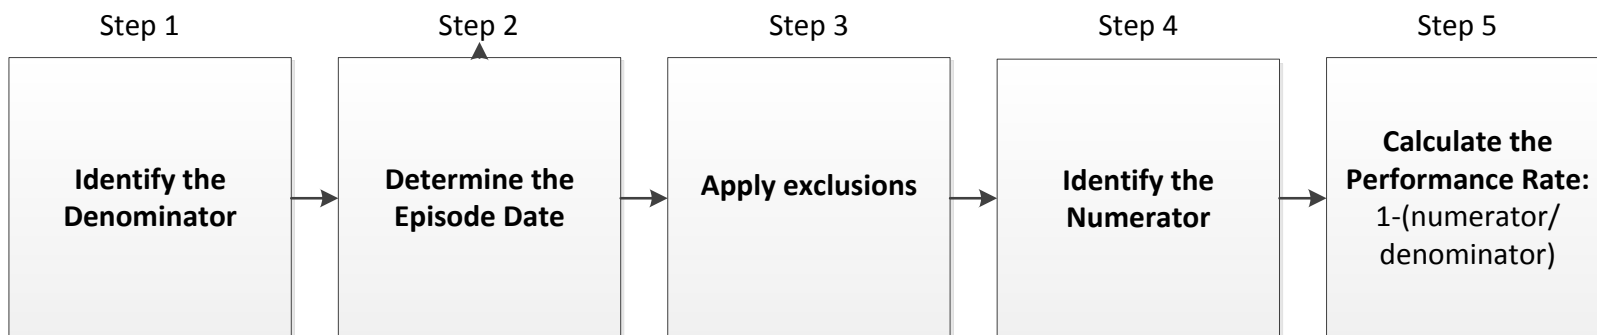 Step 1
Step 2
Step 3
Step 4
Step 5
Identify the
Denominator
Determine the
Episode Date
Apply exclusions
Identify the
Numerator
Calculate the
Performance Rate:
1-(numerator/
denominator)